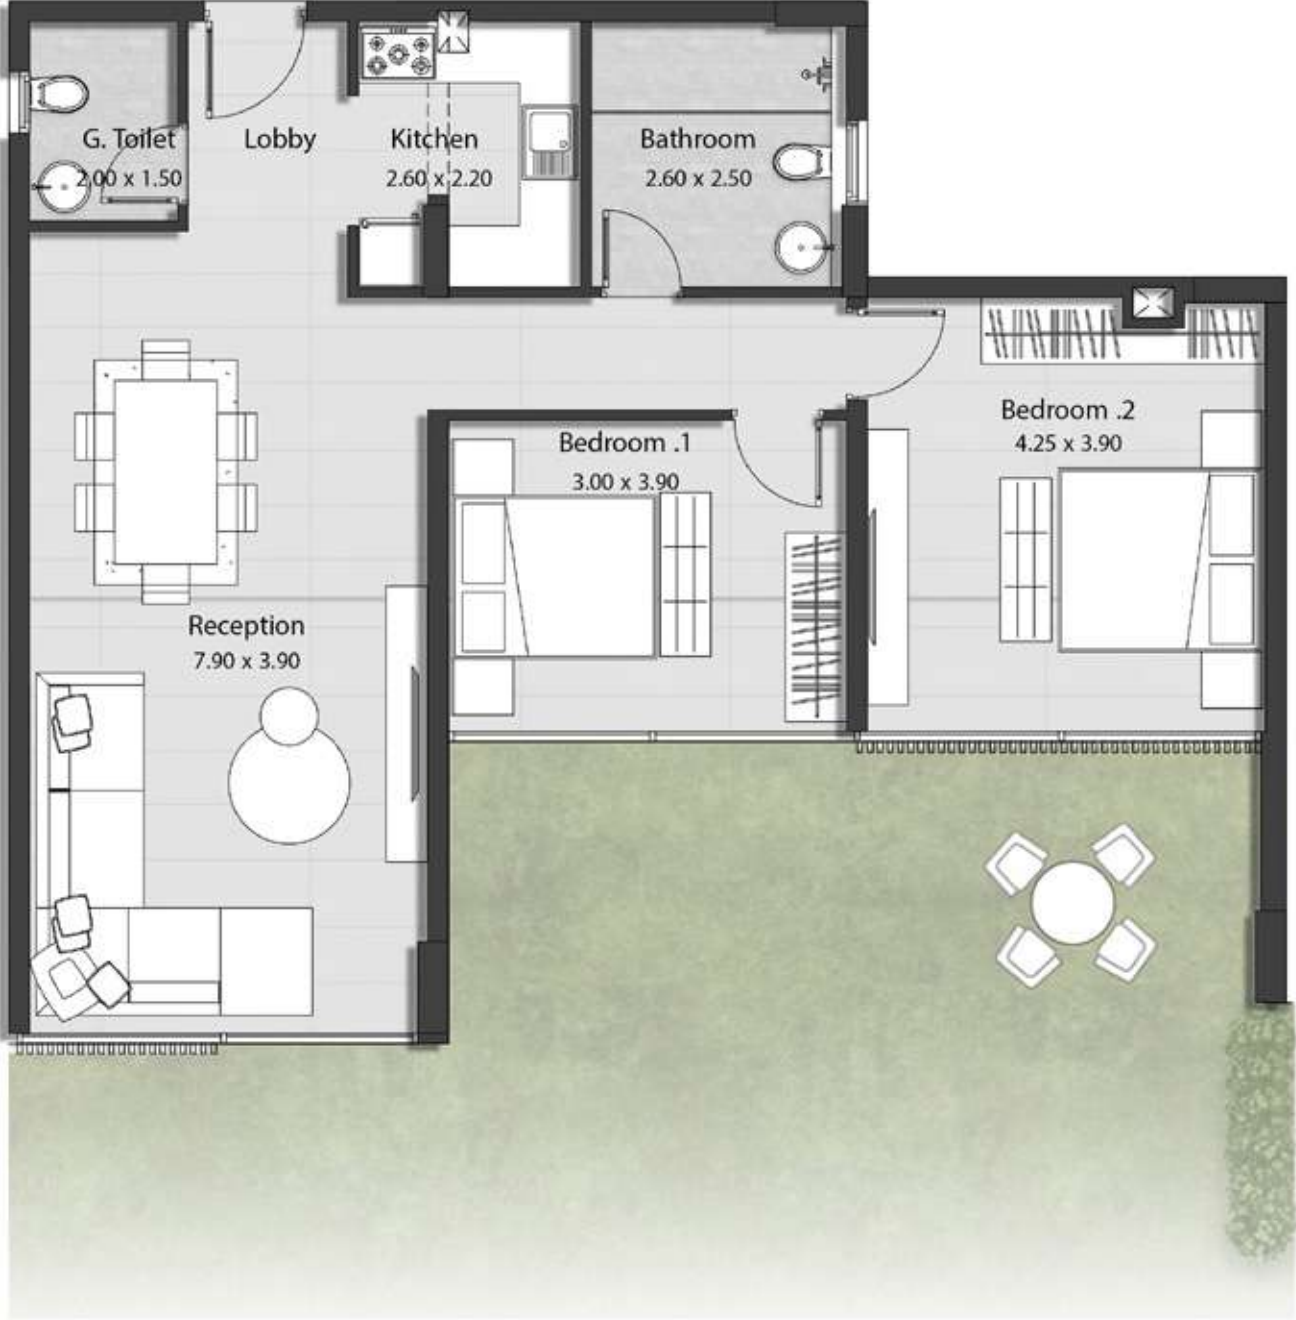 G. Toilet
2.00 x 1.50
Lobby
Kitchen
2.60 x 2.20
Bathroom
2.60 x 2.50
Bedroom .1
3.00 x 3.90
Bedroom .2
4.25 x 3.90
Reception
7.90 x 3.90